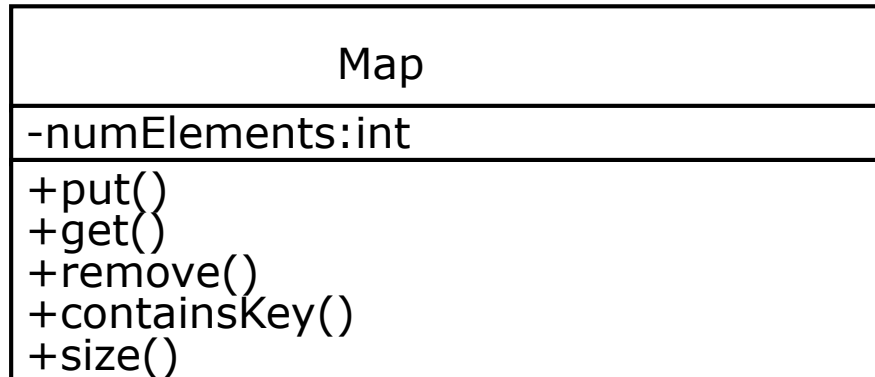 Map
-numElements:int
+put()
+get()
+remove()
+containsKey()
+size()